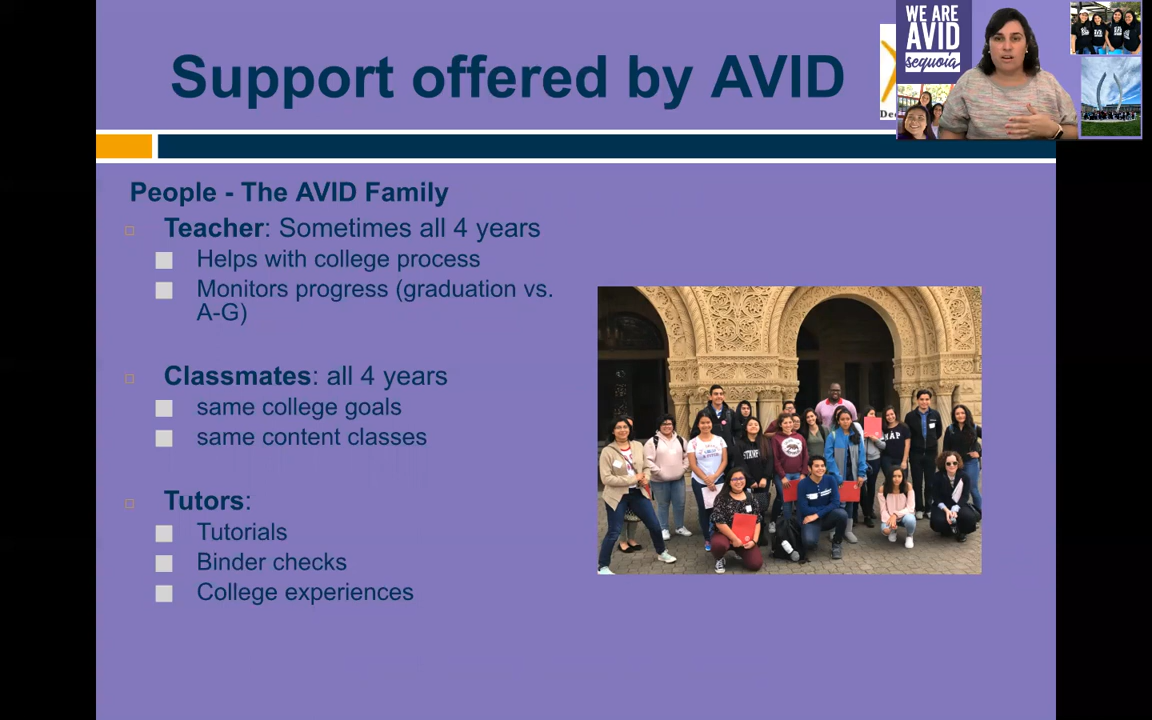 Support offered by AVID
WE ARE
AVID
sequoia
People - The AVID Family
Teacher: Sometimes all 4 years
Helps with college process
Monitors progress (graduation vs.
A-G)
Classmates: all 4 years
same college goals
same content classes
Tutors:
Tutorials
Binder checks
College experiences